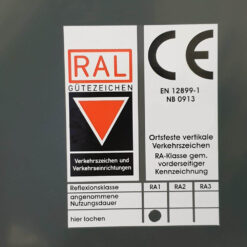 RAL
GÜTEZEICHEN
Verkehrszeichen und
Verkehrseinrichtungen
CE
EN 12899-1
NB 0913
Ortsfeste vertikale
Verkehrszeichen
RA-Klasse gem.
vorderseitiger
Kennzeichnung
Reflexionsklasse RA1 RA2 RA3
angenommene
Nutzungsdauer
hier lochen